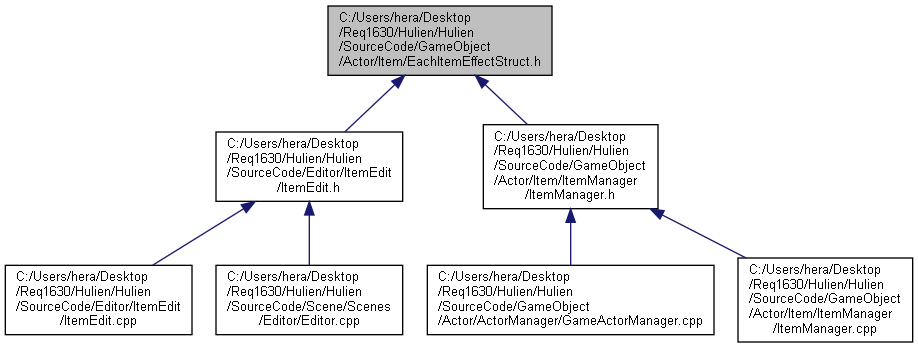 C:/Users/hera/Desktop
/Req1630/Hulien/Hulien
/SourceCode/GameObject
/Actor/Item/EachItemEffectStruct.h
C:/Users/hera/Desktop
/Req1630/Hulien/Hulien
/SourceCode/Editor/ItemEdit
/ItemEdit.h
C:/Users/hera/Desktop
/Req1630/Hulien/Hulien
/SourceCode/GameObject
/Actor/Item/ItemManager
/ItemManager.h
C:/Users/hera/Desktop
/Req1630/Hulien/Hulien
/SourceCode/Editor/ItemEdit
/ItemEdit.cpp
C:/Users/hera/Desktop
/Req1630/Hulien/Hulien
/SourceCode/Scene/Scenes
/Editor/Editor.cpp
C:/Users/hera/Desktop
/Req1630/Hulien/Hulien
/SourceCode/GameObject
/Actor/ActorManager/GameActorManager.cpp
C:/Users/hera/Desktop
/Req1630/Hulien/Hulien
/SourceCode/GameObject
/Actor/Item/ItemManager
/ItemManager.cpp